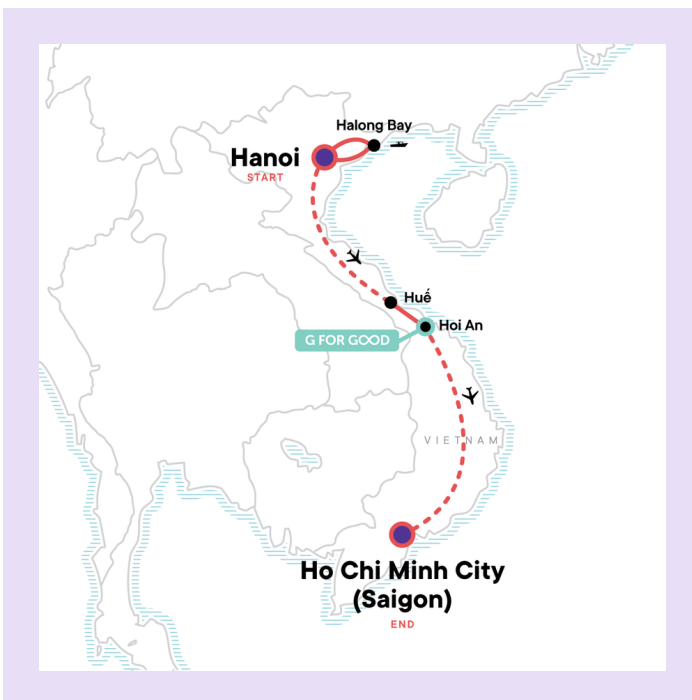 Halong Bay
Hanoi
START
Huế
Hoi An
G FOR GOOD
VIETNAM
Ho Chi Minh City
(Saigon)
END